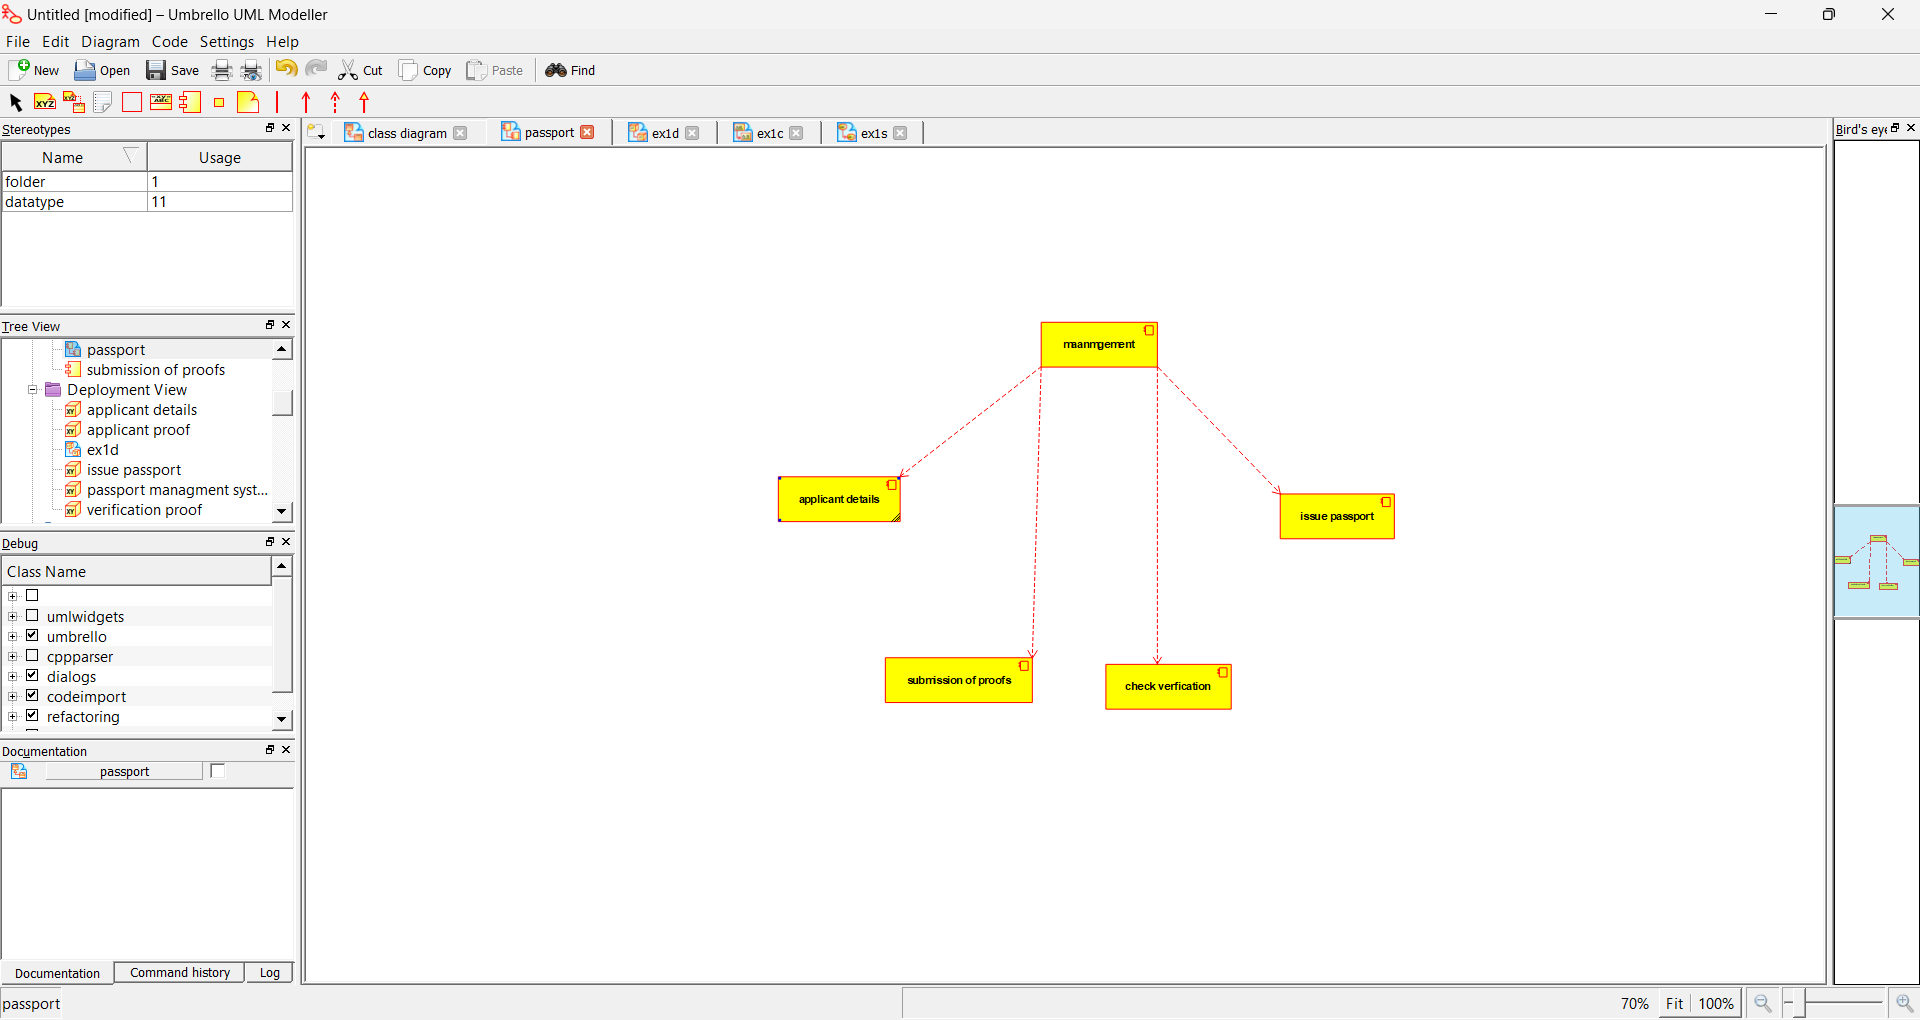 Untitled [modified] – Umbrello UML Modeller
File Edit Diagram Code Settings Help
New Open Save Cut Copy Paste Find
XYZ XYZ ABC
Stereotypes
Name Usage
folder 1
datatype 11
Tree View
passport
submission of proofs
Deployment View
applicant details
applicant proof
ex1d
issue passport
passport managment syst...
verification proof
Debug
Class Name
umlwidgets
umbrello
cppparser
dialogs
codeimport
refactoring
Documentation
passport
Documentation Command history Log
passport
class diagram passport ex1d ex1c ex1s
maanmgement
applicant details
issue passport
submission of proofs
check verfication
Bird's eye
70% Fit 100%